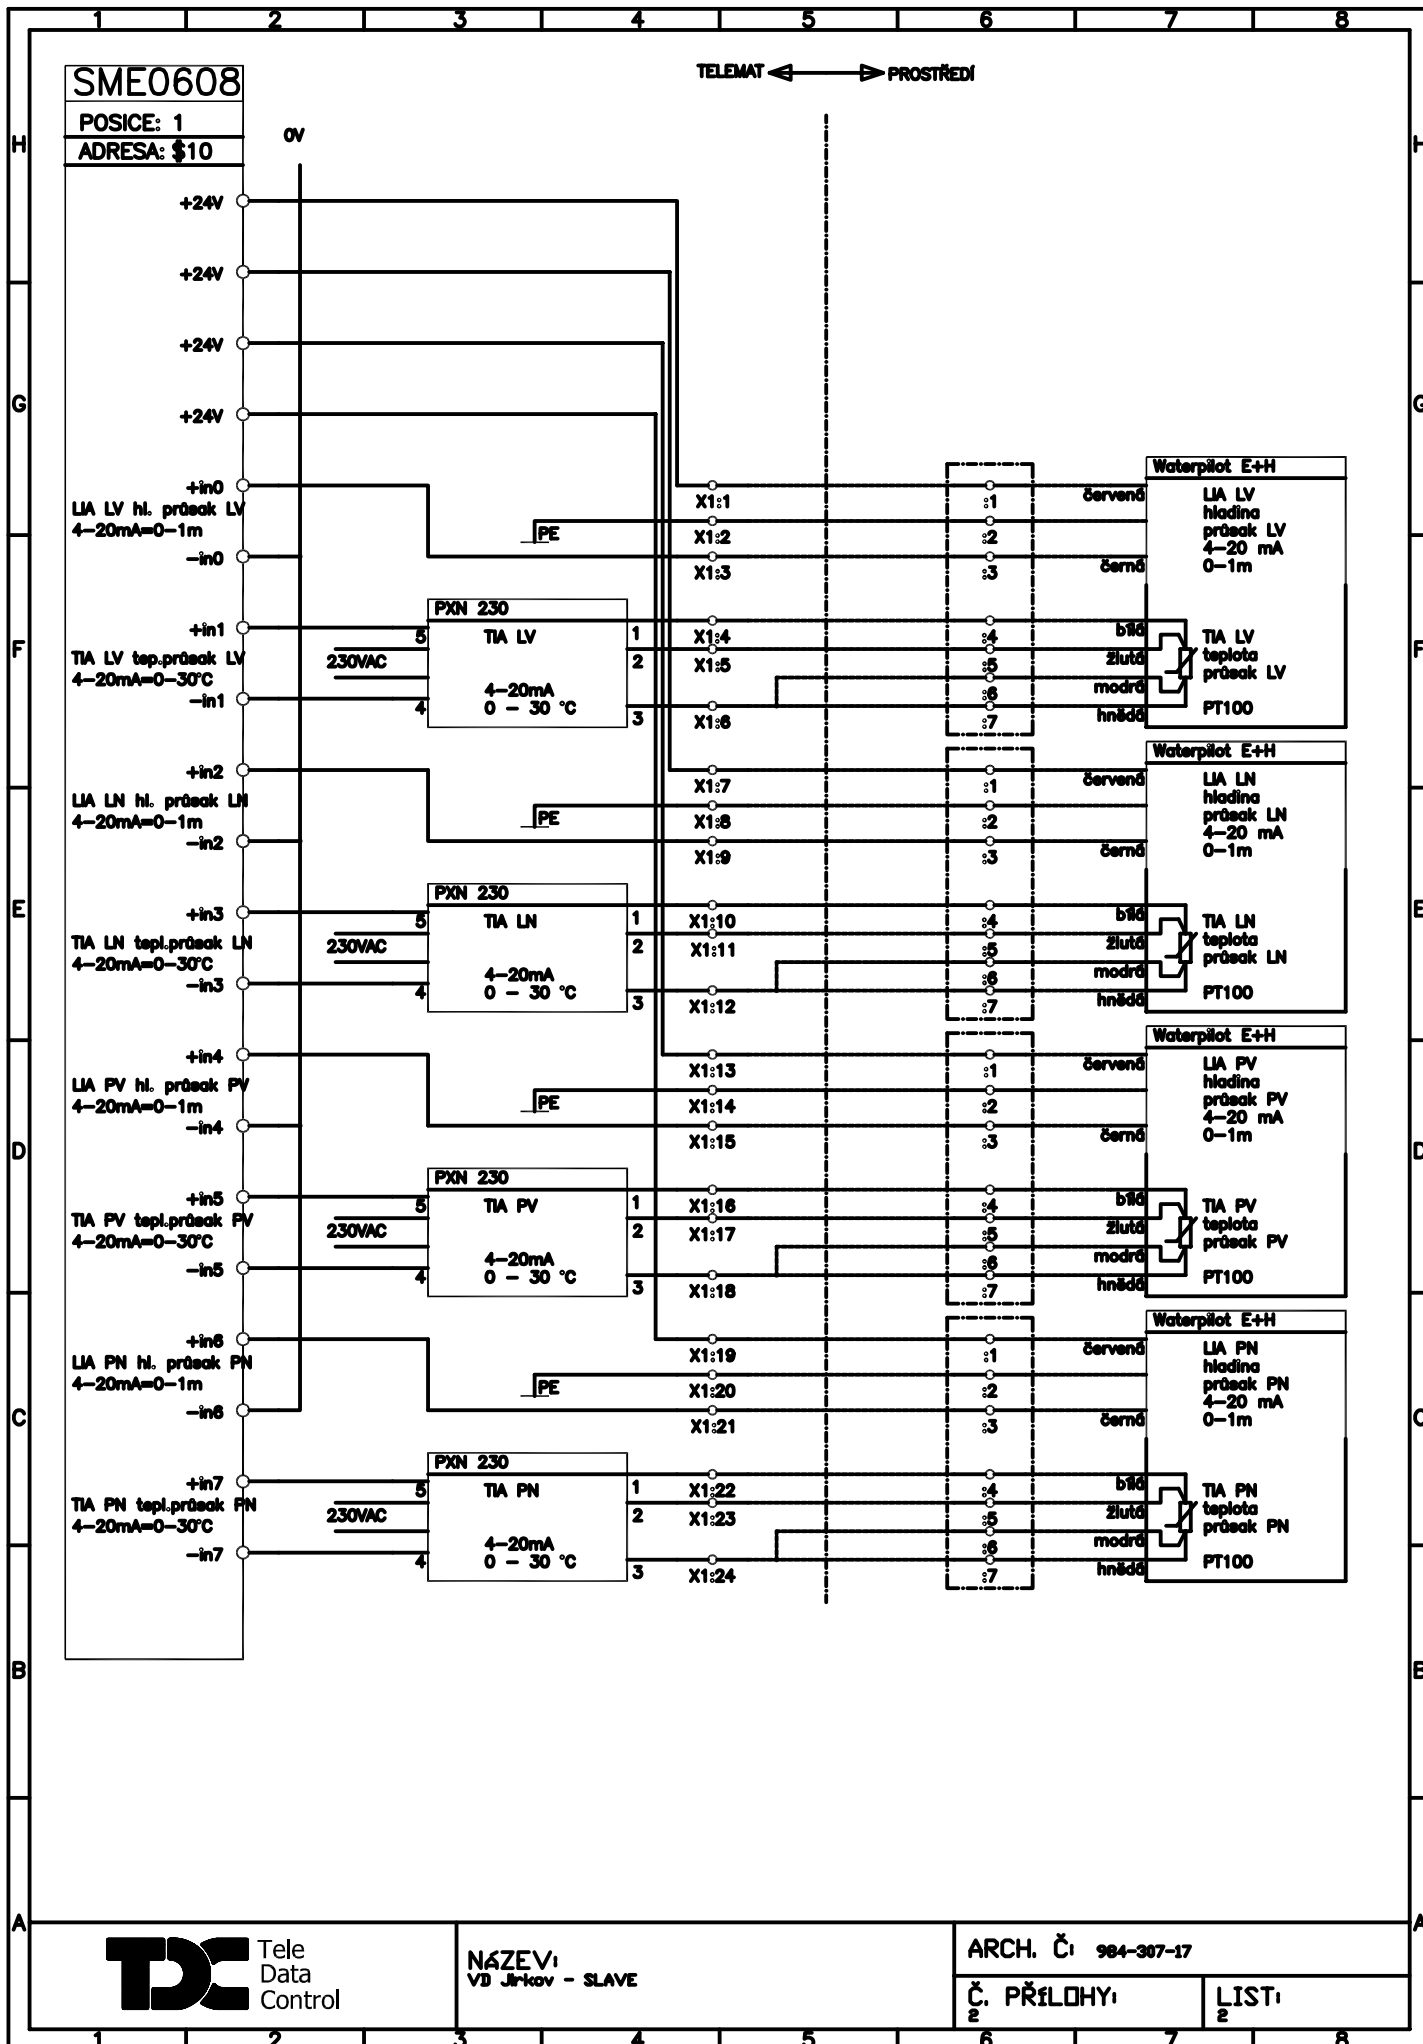 1 2 3 4 5 6 7 8
SME0608
POSICE: 1
ADRESA: $10
0V
TELEMAT
PROSTŘEDÍ
H
H
+24V
+24V
+24V
+24V
G
G
+in0
LIA LV hl. průsak LV
4-20mA=0-1m
-in0
PE
X1:1
X1:2
X1:3
:1
:2
:3
červená
černá
Waterpilot E+H
LIA LV
hladina
průsak LV
4-20 mA
0-1m
F
F
+in1
TIA LV tep.průsak LV
4-20mA=0-30°C
-in1
230VAC
5
4
PXN 230
TIA LV
4-20mA
0 - 30 °C
1
2
3
X1:4
X1:5
X1:6
:4
:5
:6
:7
bílá
žlutá
modrá
hnědá
TIA LV
teplota
průsak LV
PT100
+in2
LIA LN hl. průsak LN
4-20mA=0-1m
-in2
PE
X1:7
X1:8
X1:9
:1
:2
:3
červená
černá
Waterpilot E+H
LIA LN
hladina
průsak LN
4-20 mA
0-1m
E
E
+in3
TIA LN tepl.průsak LN
4-20mA=0-30°C
-in3
230VAC
5
4
PXN 230
TIA LN
4-20mA
0 - 30 °C
1
2
3
X1:10
X1:11
X1:12
:4
:5
:6
:7
bílá
žlutá
modrá
hnědá
TIA LN
teplota
průsak LN
PT100
+in4
LIA PV hl. průsak PV
4-20mA=0-1m
-in4
PE
X1:13
X1:14
X1:15
:1
:2
:3
červená
černá
Waterpilot E+H
LIA PV
hladina
průsak PV
4-20 mA
0-1m
D
D
+in5
TIA PV tepl.průsak PV
4-20mA=0-30°C
-in5
230VAC
5
4
PXN 230
TIA PV
4-20mA
0 - 30 °C
1
2
3
X1:16
X1:17
X1:18
:4
:5
:6
:7
bílá
žlutá
modrá
hnědá
TIA PV
teplota
průsak PV
PT100
+in6
LIA PN hl. průsak PN
4-20mA=0-1m
-in6
PE
X1:19
X1:20
X1:21
:1
:2
:3
červená
černá
Waterpilot E+H
LIA PN
hladina
průsak PN
4-20 mA
0-1m
C
C
+in7
TIA PN tepl.průsak PN
4-20mA=0-30°C
-in7
230VAC
5
4
PXN 230
TIA PN
4-20mA
0 - 30 °C
1
2
3
X1:22
X1:23
X1:24
:4
:5
:6
:7
bílá
žlutá
modrá
hnědá
TIA PN
teplota
průsak PN
PT100
B
B
A
A
TDC
Tele
Data
Control
NÁZEV:
VD Jirkov - SLAVE
ARCH. Č: 984-307-17
Č. PŘÍLOHY:
2
LIST:
2
1 2 3 4 5 6 7 8